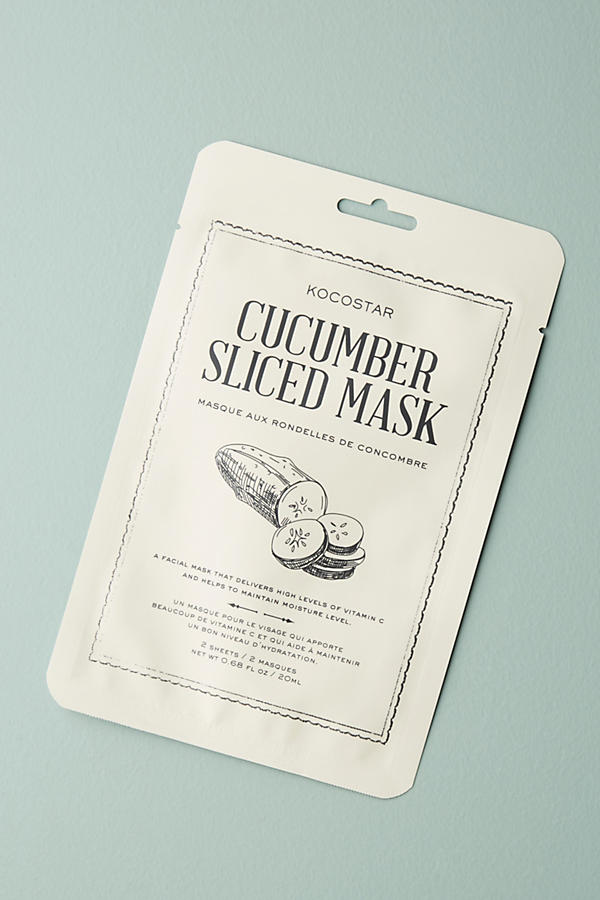 KOCOSTAR
CUCUMBER
SLICED MASK
MASQUE AUX RONDELLES DE CONCOMBRE
A FACIAL MASK THAT DELIVERS HIGH LEVELS OF VITAMIN C
AND HELPS TO MAINTAIN MOISTURE LEVEL.
UN MASQUE POUR LE VISAGE QUI APPORTE
BEAUCOUP DE VITAMINE C ET QUI AIDE À MAINTENIR
UN BON NIVEAU D'HYDRATATION.
2 SHEETS / 2 MASQUES
NET WT 0.68 FL OZ / 20ML